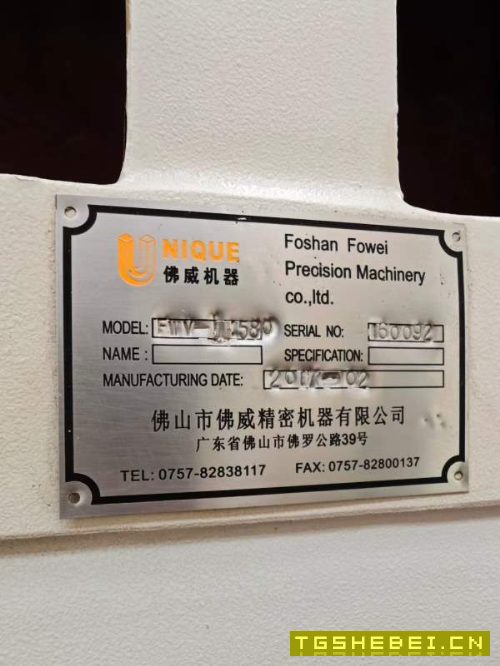 UNIQUE
佛威机器
Foshan Fowei
Precision Machinery
co.,ltd.
MODEL:
SERIAL NO: 160092
NAME :
SPECIFICATION:
MANUFACTURING DATE:
佛山市佛威精密机器有限公司
广东省佛山市佛罗公路39号
TEL: 0757-82838117 FAX: 0757-82800137
TGSHEBEI.CN